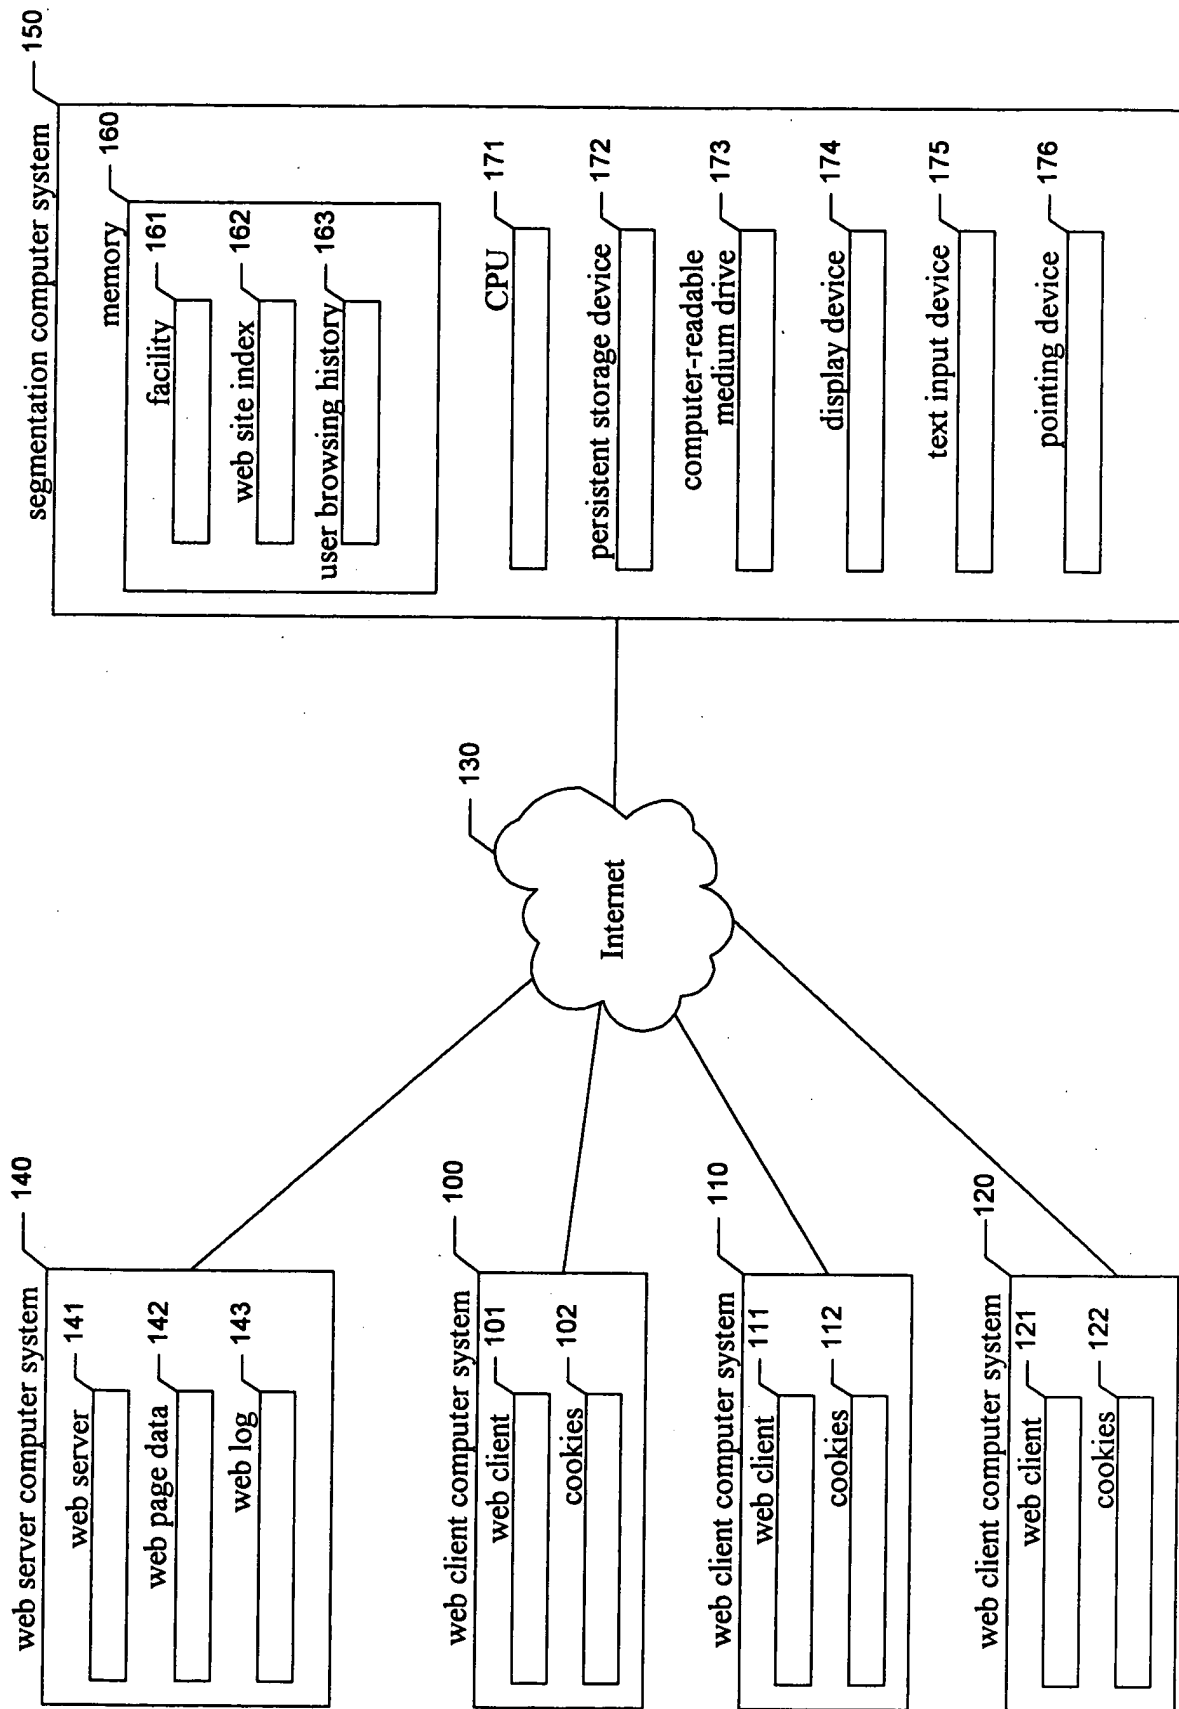 web server computer system
140
web server
141
web page data
142
web log
143
web client computer system
100
web client
101
cookies
102
web client computer system
110
web client
111
cookies
112
web client computer system
120
web client
121
cookies
122
Internet
130
segmentation computer system
150
memory
160
facility
161
web site index
162
user browsing history
163
CPU
171
persistent storage device
172
computer-readable
medium drive
173
display device
174
text input device
175
pointing device
176